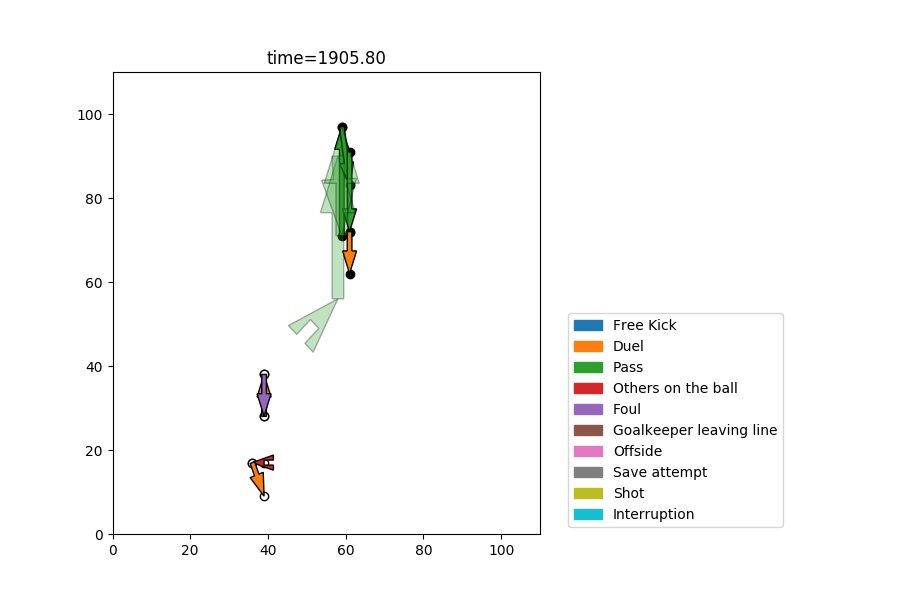 time=1905.80
100
80
60
40
20
0
0 20 40 60 80 100
Free Kick
Duel
Pass
Others on the ball
Foul
Goalkeeper leaving line
Offside
Save attempt
Shot
Interruption